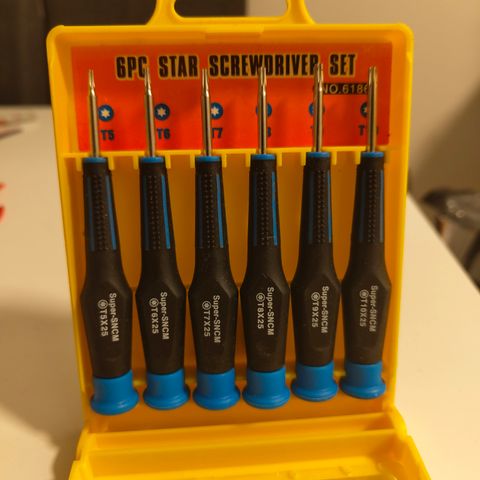 6PC STAR SCREWDRIVER SET
NO.6186
T5 T6 T7
Super-SNCM
T5X25
Super-SNCM
T6X25
Super-SNCM
T7X25
Super-SNCM
T8X25
Super-SNCM
T9X25
Super-SNCM
T10X25